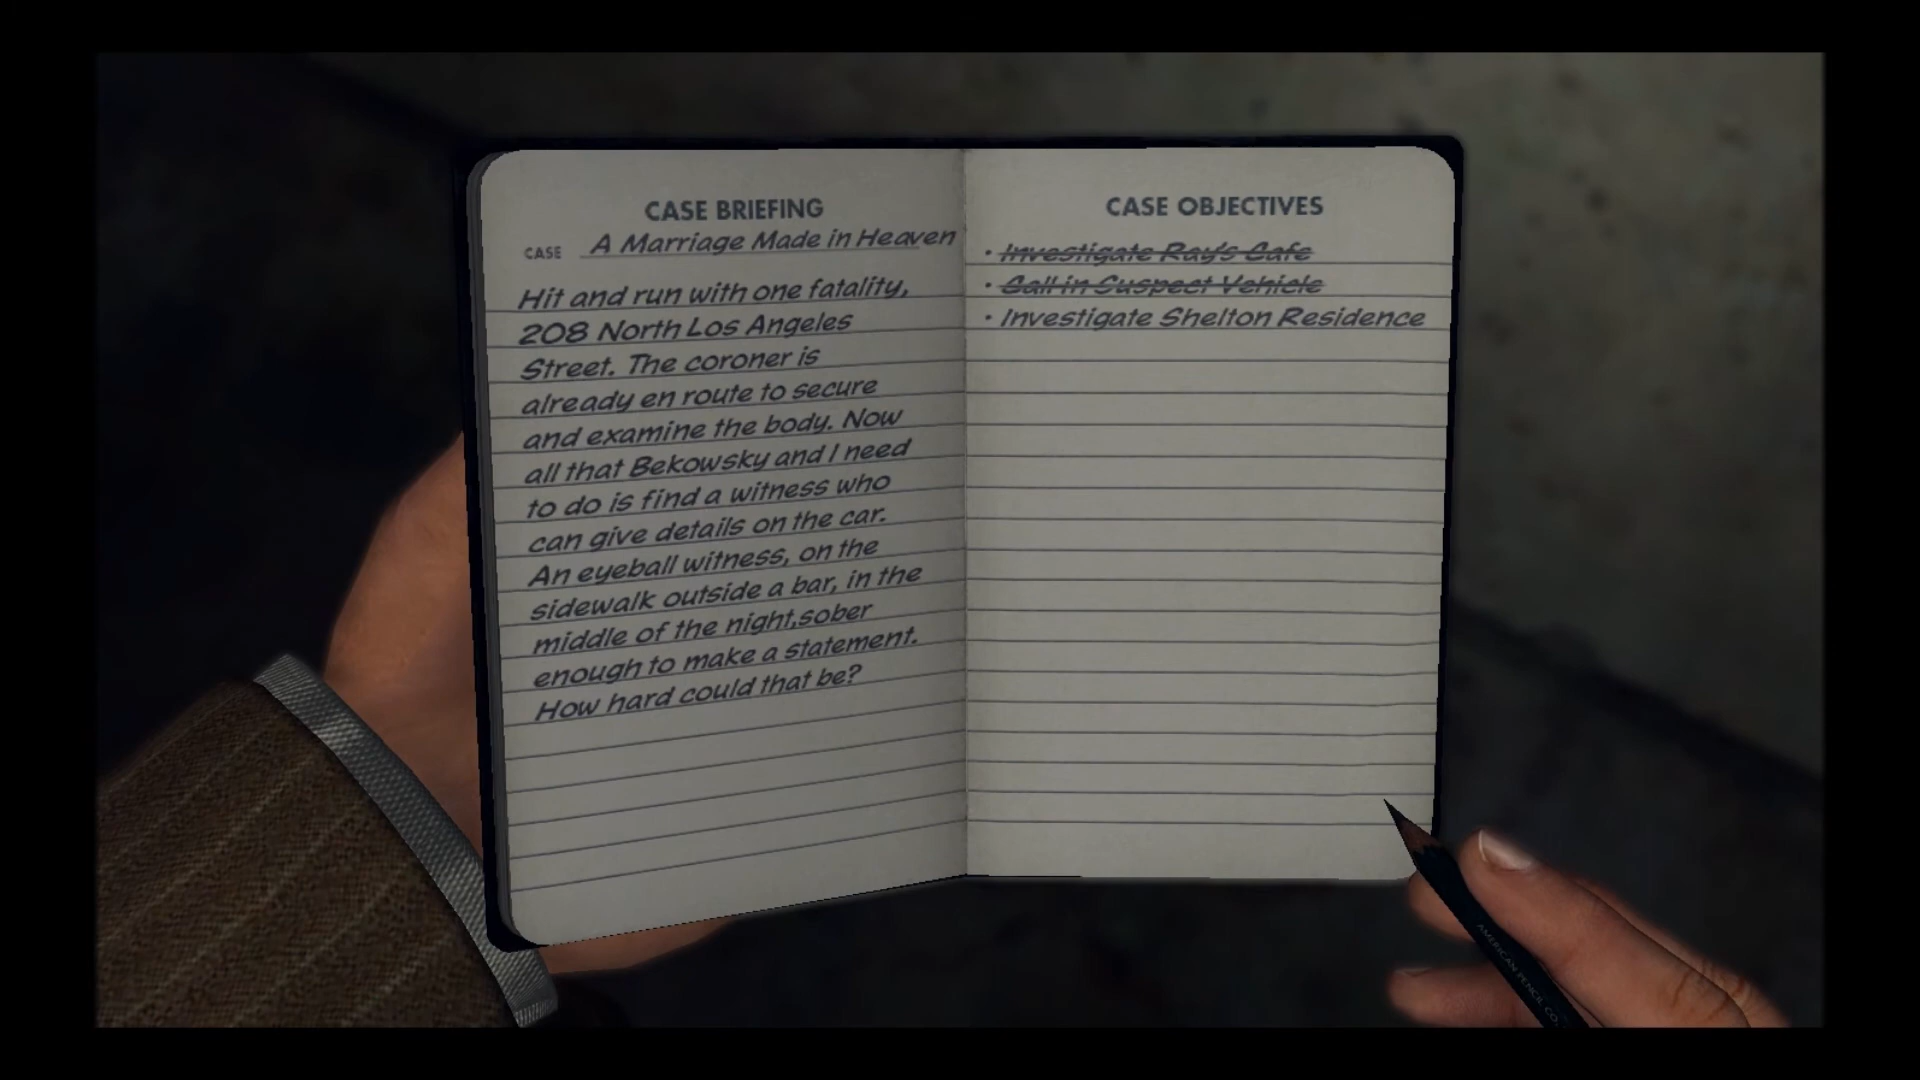 CASE BRIEFING
CASE A Marriage Made in Heaven
Hit and run with one fatality,
208 North Los Angeles
Street. The coroner is
already en route to secure
and examine the body. Now
all that Bekowsky and I need
to do is find a witness who
can give details on the car.
An eyeball witness, on the
sidewalk outside a bar, in the
middle of the night,sober
enough to make a statement.
How hard could that be?
CASE OBJECTIVES
• Investigate Ray's Cafe
• Call in Suspect Vehicle
• Investigate Shelton Residence
AMERICAN PENCIL CO.